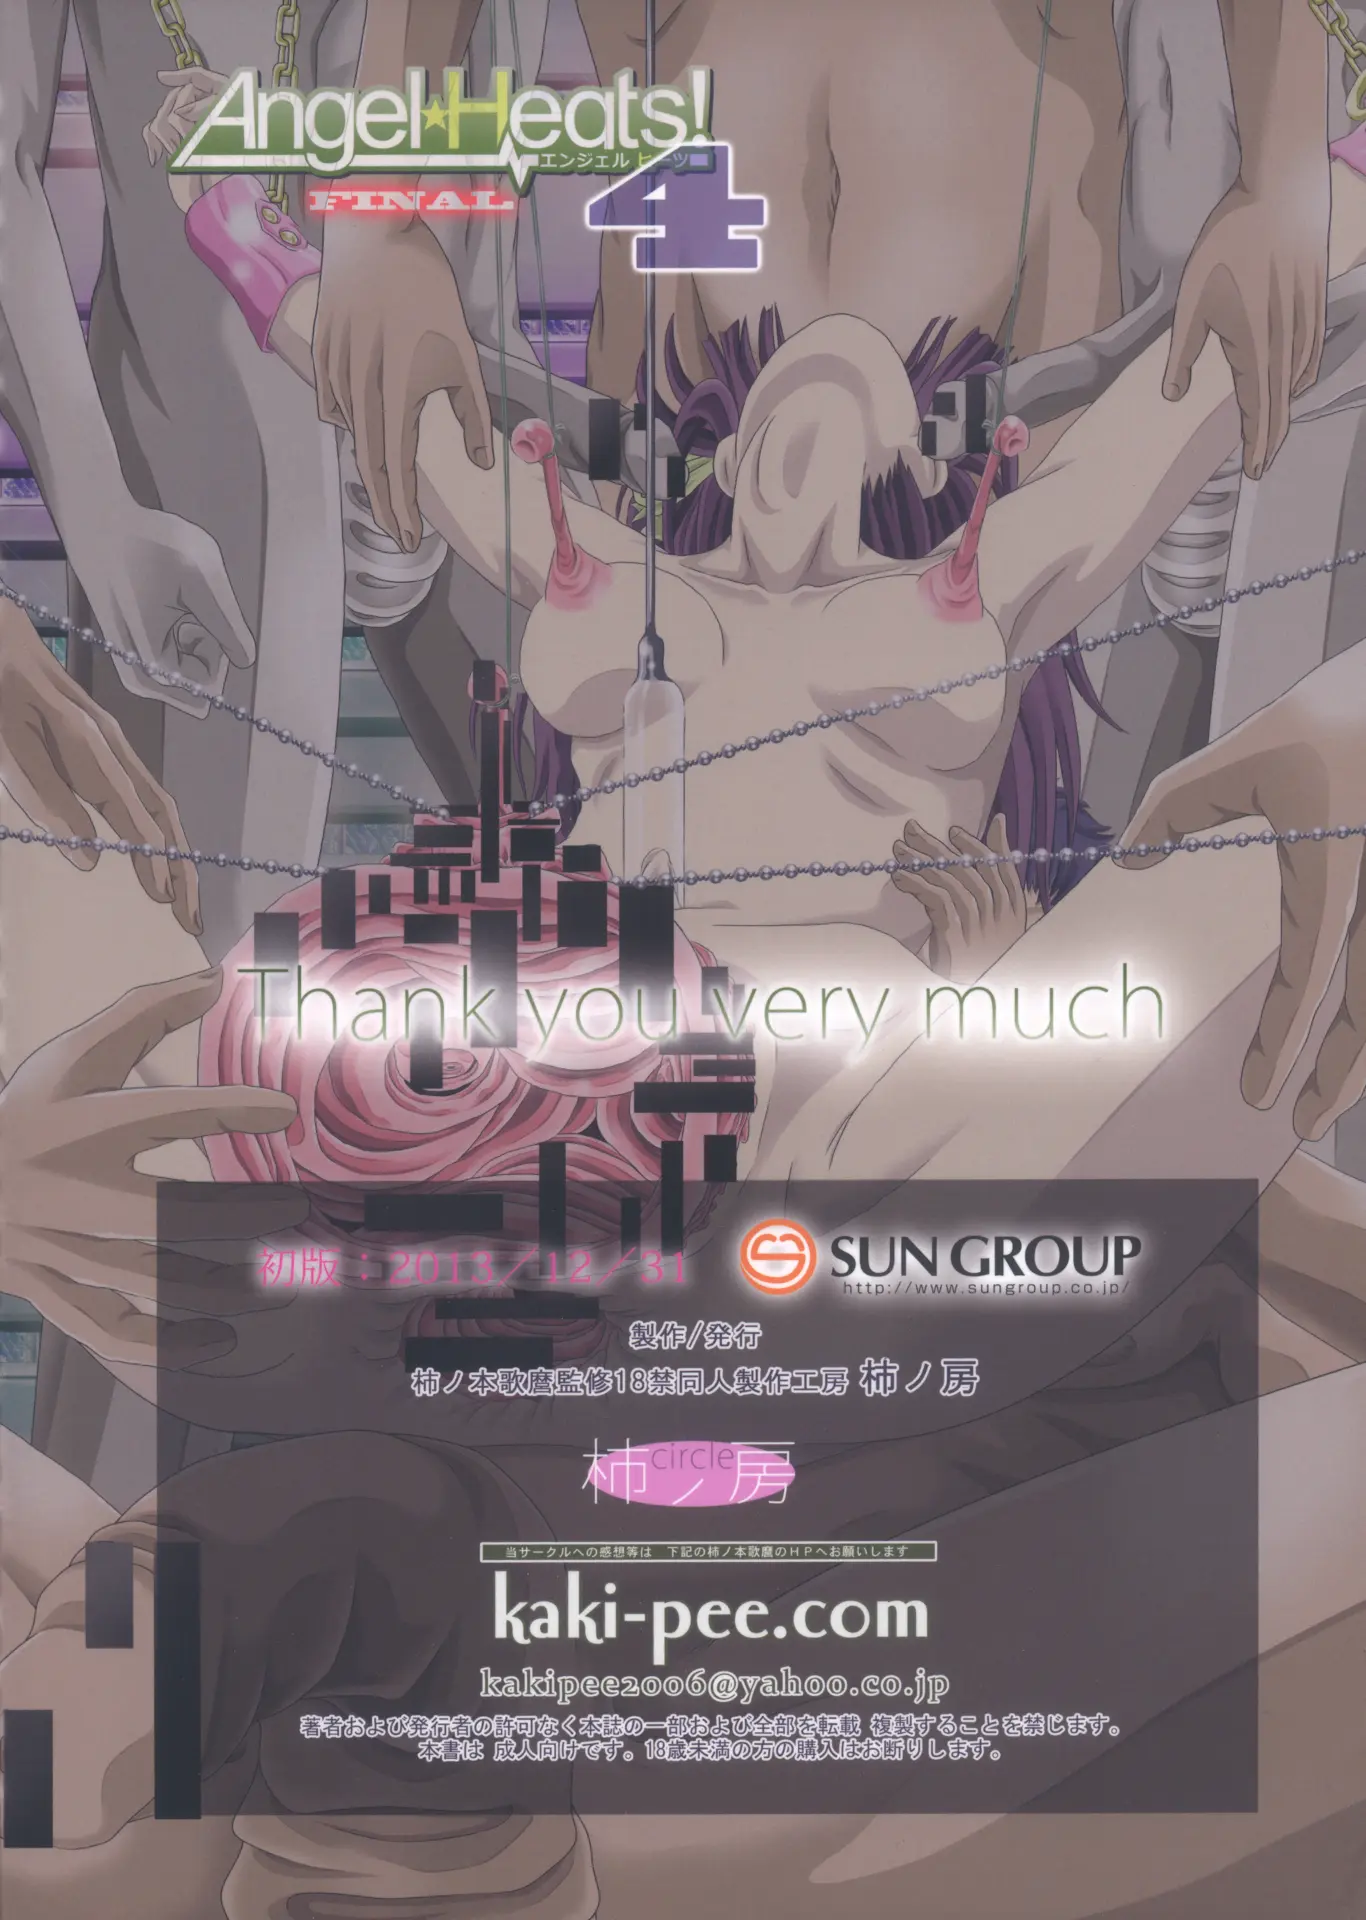 Angel★Heats!
エンジェル ヒーツ
FINAL
4
Thank you very much
初版：2013／12／31
SUN GROUP
http://www.sungroup.co.jp/
製作/発行
柿ノ本歌麿監修18禁同人製作工房 柿ノ房
circle
柿ノ房
当サークルへの感想等は　下記の柿ノ本歌麿のＨＰへお願いします
kaki-pee.com
kakipee2006@yahoo.co.jp
著者および発行者の許可なく本誌の一部および全部を転載 複製することを禁じます。
本書は 成人向けです。18歳未満の方の購入はお断りします。